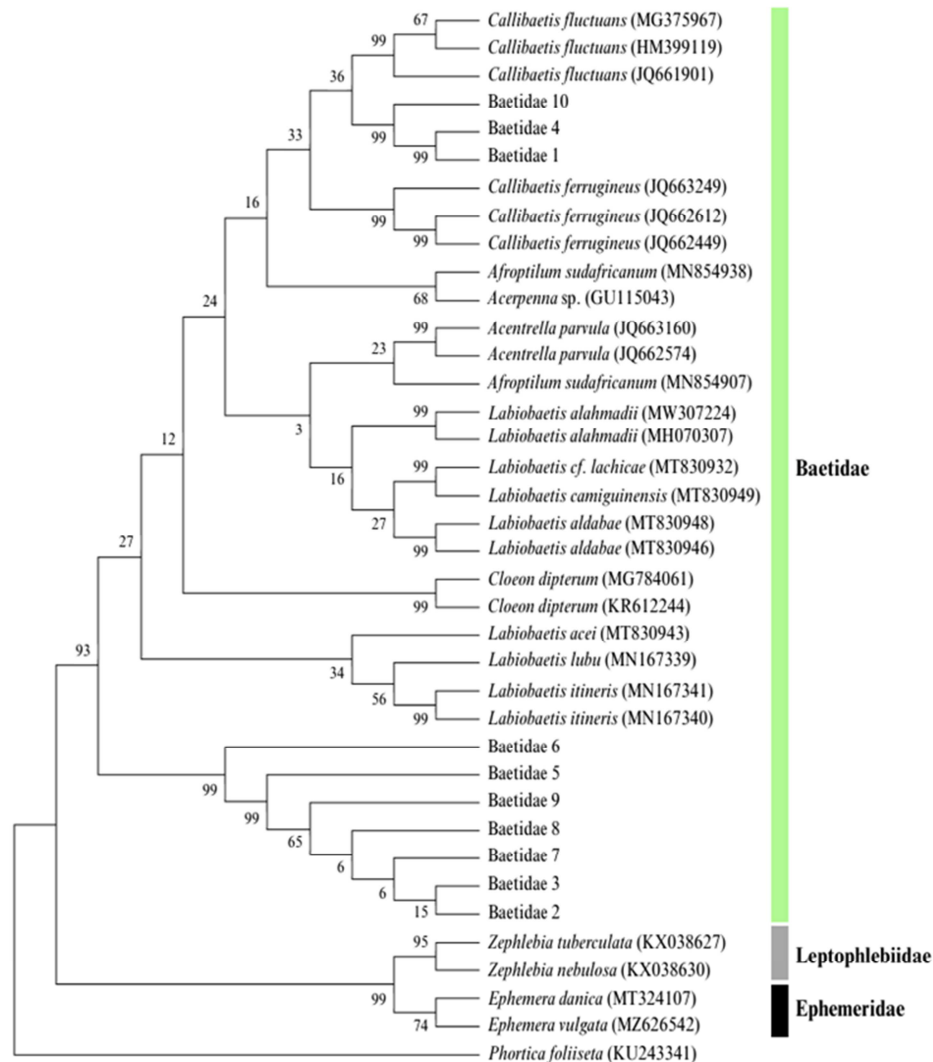 67
Callibaetis fluctuans (MG375967)
99
Callibaetis fluctuans (HM399119)
36
Callibaetis fluctuans (JQ661901)
Baetidae 10
99
Baetidae 4
33
99
Baetidae 1
Callibaetis ferrugineus (JQ663249)
16
99
Callibaetis ferrugineus (JQ662612)
99
Callibaetis ferrugineus (JQ662449)
Afroptilum sudafricanum (MN854938)
24
68
Acerpenna sp. (GU115043)
99
Acentrella parvula (JQ663160)
23
Acentrella parvula (JQ662574)
Afroptilum sudafricanum (MN854907)
3
99
Labiobaetis alahmadii (MW307224)
12
Labiobaetis alahmadii (MH070307)
16
99
Labiobaetis cf. lachicae (MT830932)
Baetidae
Labiobaetis camiguinensis (MT830949)
27
Labiobaetis aldabae (MT830948)
27
99
Labiobaetis aldabae (MT830946)
Cloeon dipterum (MG784061)
99
Cloeon dipterum (KR612244)
Labiobaetis acei (MT830943)
93
34
Labiobaetis lubu (MN167339)
56
Labiobaetis itineris (MN167341)
99
Labiobaetis itineris (MN167340)
Baetidae 6
99
Baetidae 5
99
Baetidae 9
65
Baetidae 8
6
Baetidae 7
6
Baetidae 3
15
Baetidae 2
95
Zephlebia tuberculata (KX038627)
Leptophlebiidae
Zephlebia nebulosa (KX038630)
99
Ephemera danica (MT324107)
Ephemeridae
74
Ephemera vulgata (MZ626542)
Phortica foliiseta (KU243341)